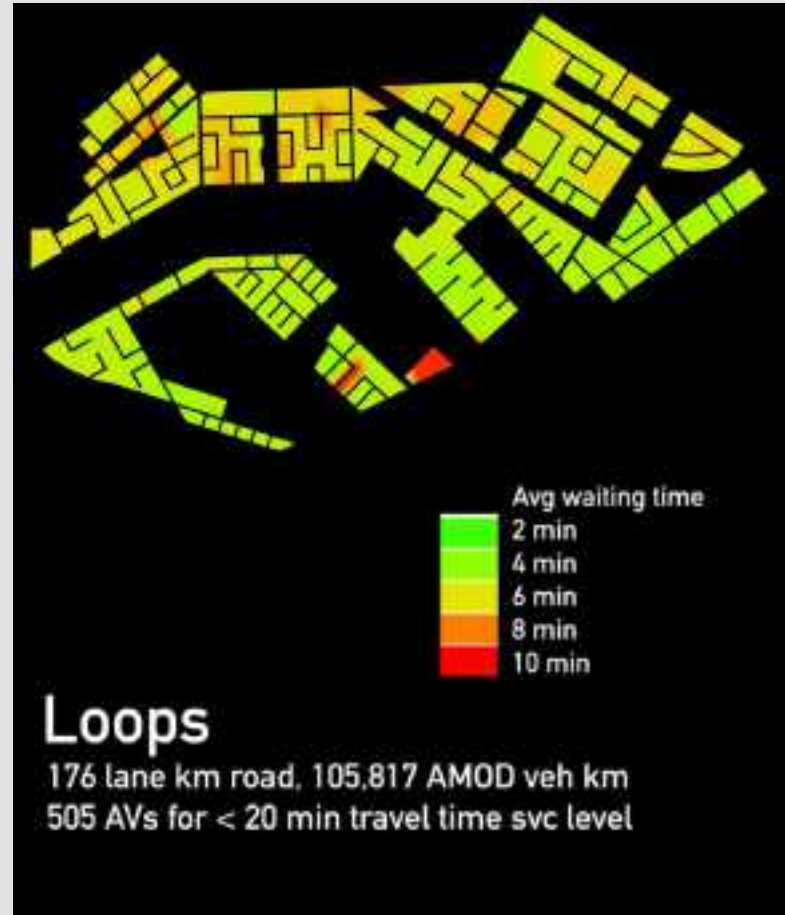 Avg waiting time
2 min
4 min
6 min
8 min
10 min
Loops
176 lane km road, 105,817 AMOD veh km
505 AVs for < 20 min travel time svc level